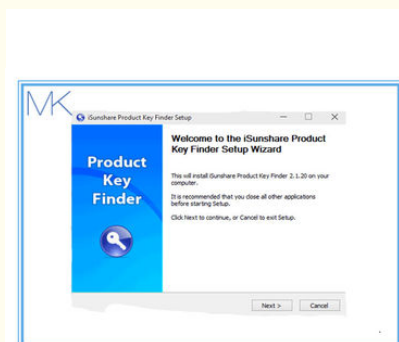 MK
iSunshare Product Key Finder Setup
Product
Key
Finder
Welcome to the iSunshare Product
Key Finder Setup Wizard
This will install iSunshare Product Key Finder 2.1.20 on your
computer.
It is recommended that you close all other applications
before starting Setup.
Click Next to continue, or Cancel to exit Setup.
Next >
Cancel